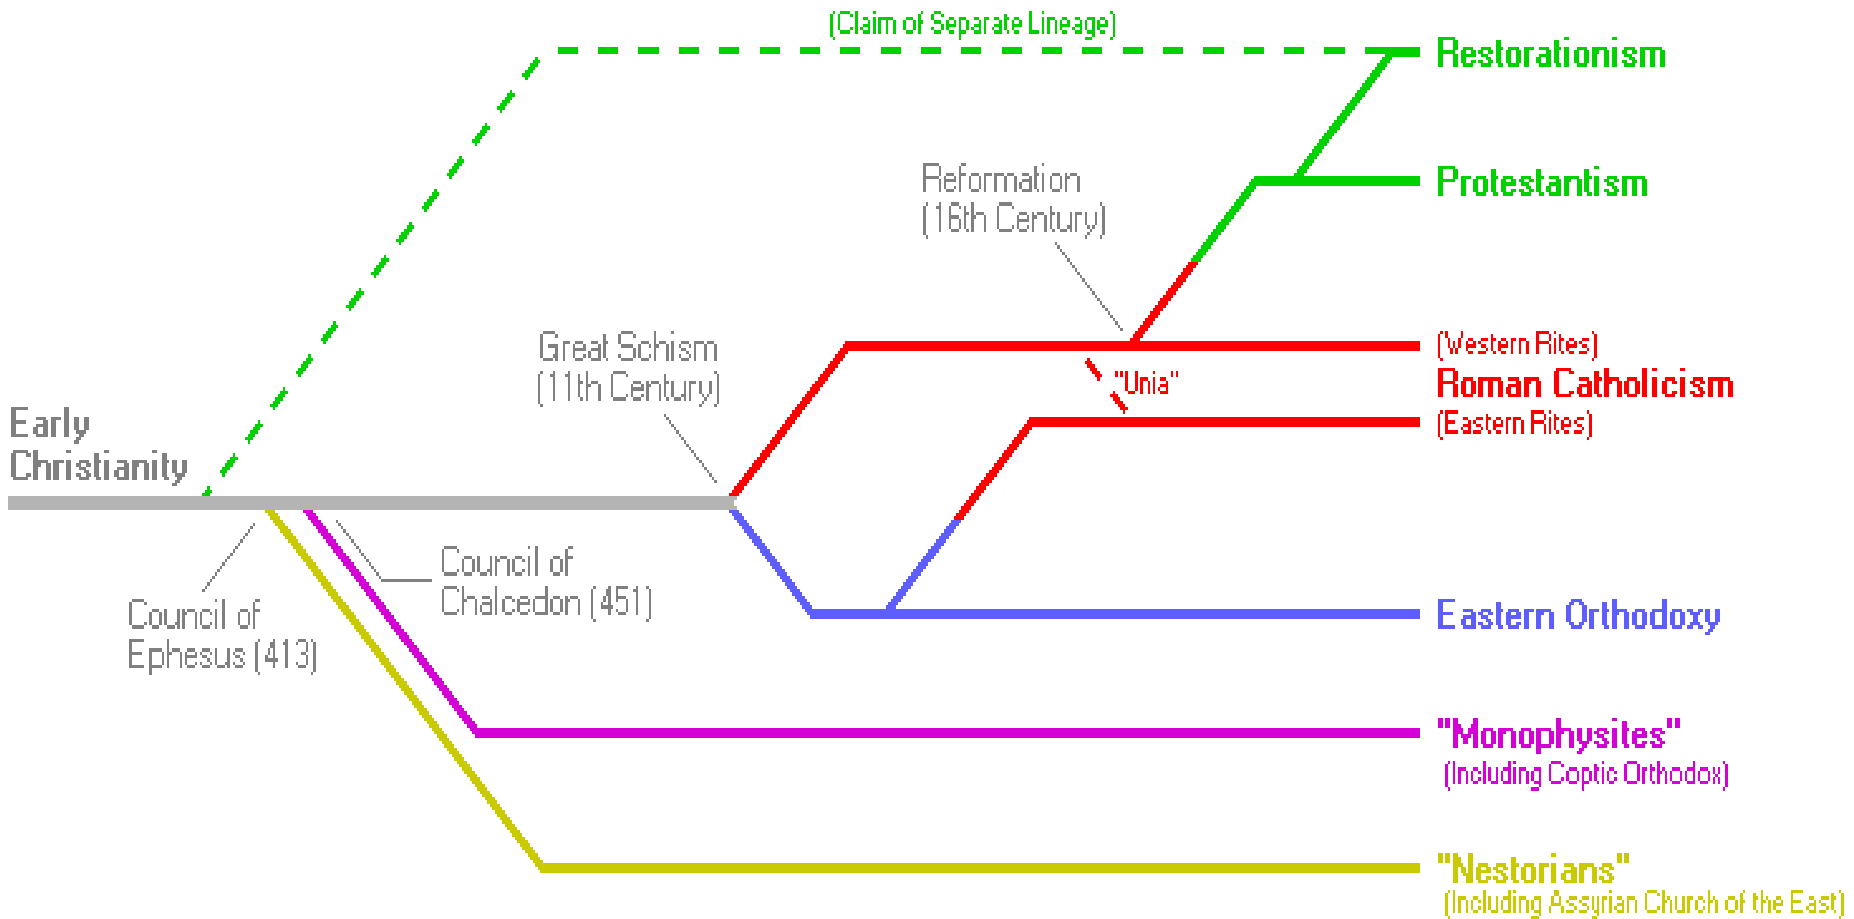 (Claim of Separate Lineage)
Restorationism
Reformation
(16th Century)
Protestantism
Great Schism
(11th Century)
(Western Rites)
"Unia"
Roman Catholicism
(Eastern Rites)
Early
Christianity
Council of
Ephesus (413)
Council of
Chalcedon (451)
Eastern Orthodoxy
"Monophysites"
(Including Coptic Orthodox)
"Nestorians"
(Including Assyrian Church of the East)